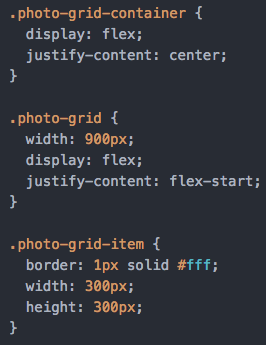 .photo-grid-container {
  display: flex;
  justify-content: center;
}

.photo-grid {
  width: 900px;
  display: flex;
  justify-content: flex-start;
}

.photo-grid-item {
  border: 1px solid #fff;
  width: 300px;
  height: 300px;
}